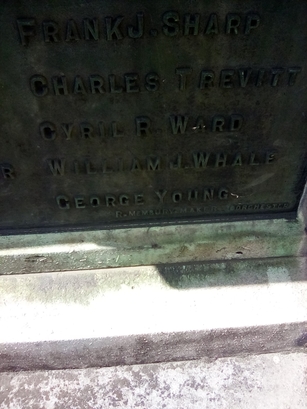 FRANK J. SHARP
CHARLES TREVITT
CYRIL R. WARD
R WILLIAM J. WHALE
GEORGE YOUNG